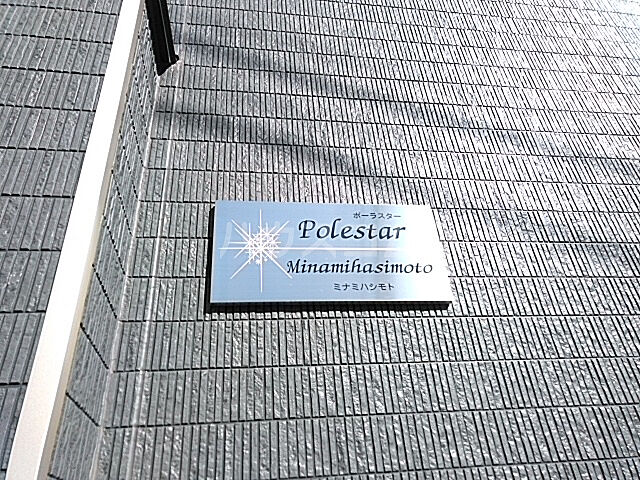 ポーラスター
Polestar
Minamihasimoto
ミナミハシモト